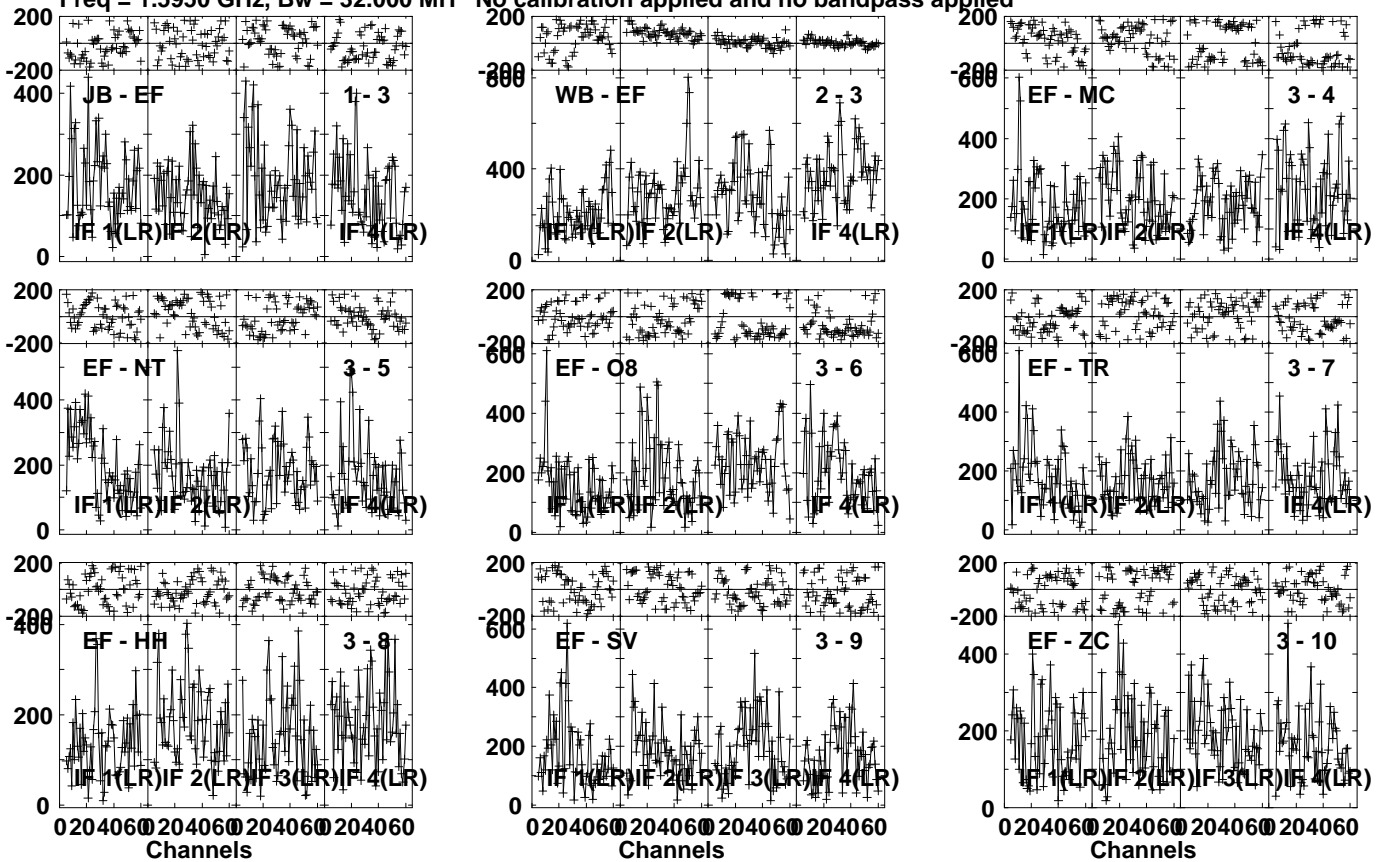 Freq = 1.5950 GHz, Bw = 32.000 MH No calibration applied and no bandpass applied
200
-200
400
200
0
JB - EF 1 - 3
IF 1(LR) IF 2(LR) IF 4(LR)
800
400
0
WB - EF 2 - 3
IF 1(LR) IF 2(LR) IF 4(LR)
200
-200
600
400
200
0
EF - MC 3 - 4
IF 1(LR) IF 2(LR) IF 4(LR)
200
-200
400
200
0
EF - NT 3 - 5
IF 1(LR) IF 2(LR) IF 4(LR)
200
-200
600
400
200
0
EF - O8 3 - 6
IF 1(LR) IF 2(LR) IF 4(LR)
200
-200
600
400
200
0
EF - TR 3 - 7
IF 1(LR) IF 2(LR) IF 4(LR)
200
-200
400
200
0
EF - HH 3 - 8
IF 1(LR) IF 2(LR) IF 3(LR) IF 4(LR)
600
400
200
0
EF - SV 3 - 9
IF 1(LR) IF 2(LR) IF 3(LR) IF 4(LR)
200
-200
400
200
0
EF - ZC 3 - 10
IF 1(LR) IF 2(LR) IF 3(LR) IF 4(LR)
0 20 40 60 0 20 40 60 0 20 40 60 0 20 40 60
Channels
0 20 40 60 0 20 40 60 0 20 40 60 0 20 40 60
Channels
0 20 40 60 0 20 40 60 0 20 40 60 0 20 40 60
Channels